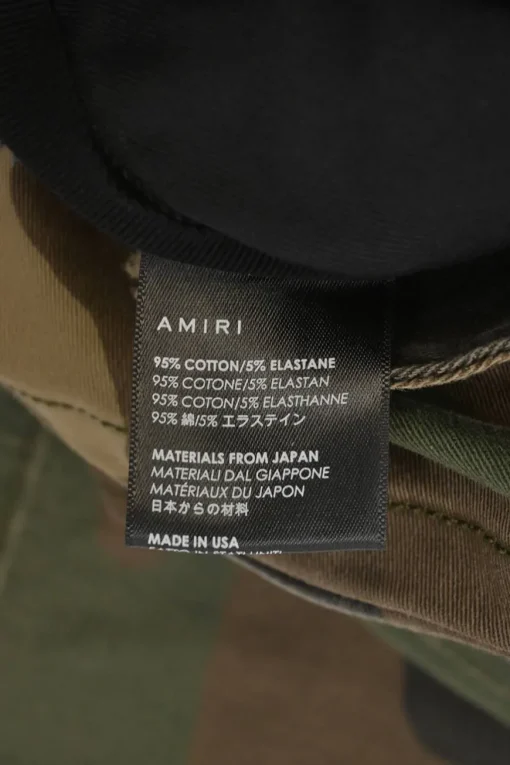 AMIRI
95% COTTON/5% ELASTANE
95% COTONE/5% ELASTAN
95% COTON/5% ELASTHANNE
95% 綿/5% エラステイン
MATERIALS FROM JAPAN
MATERIALI DAL GIAPPONE
MATÉRIAUX DU JAPON
日本からの材料
MADE IN USA